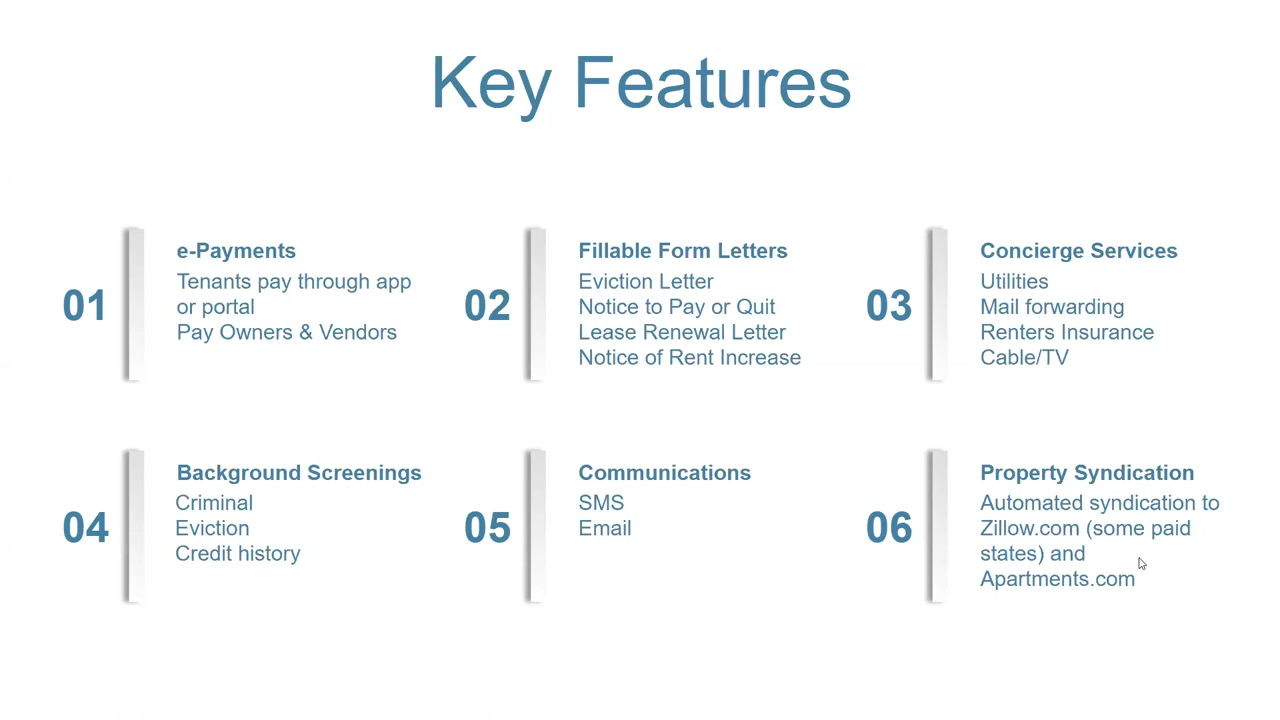 Key Features
01
e-Payments
Tenants pay through app
or portal
Pay Owners & Vendors
02
Fillable Form Letters
Eviction Letter
Notice to Pay or Quit
Lease Renewal Letter
Notice of Rent Increase
03
Concierge Services
Utilities
Mail forwarding
Renters Insurance
Cable/TV
04
Background Screenings
Criminal
Eviction
Credit history
05
Communications
SMS
Email
06
Property Syndication
Automated syndication to
Zillow.com (some paid
states) and
Apartments.com